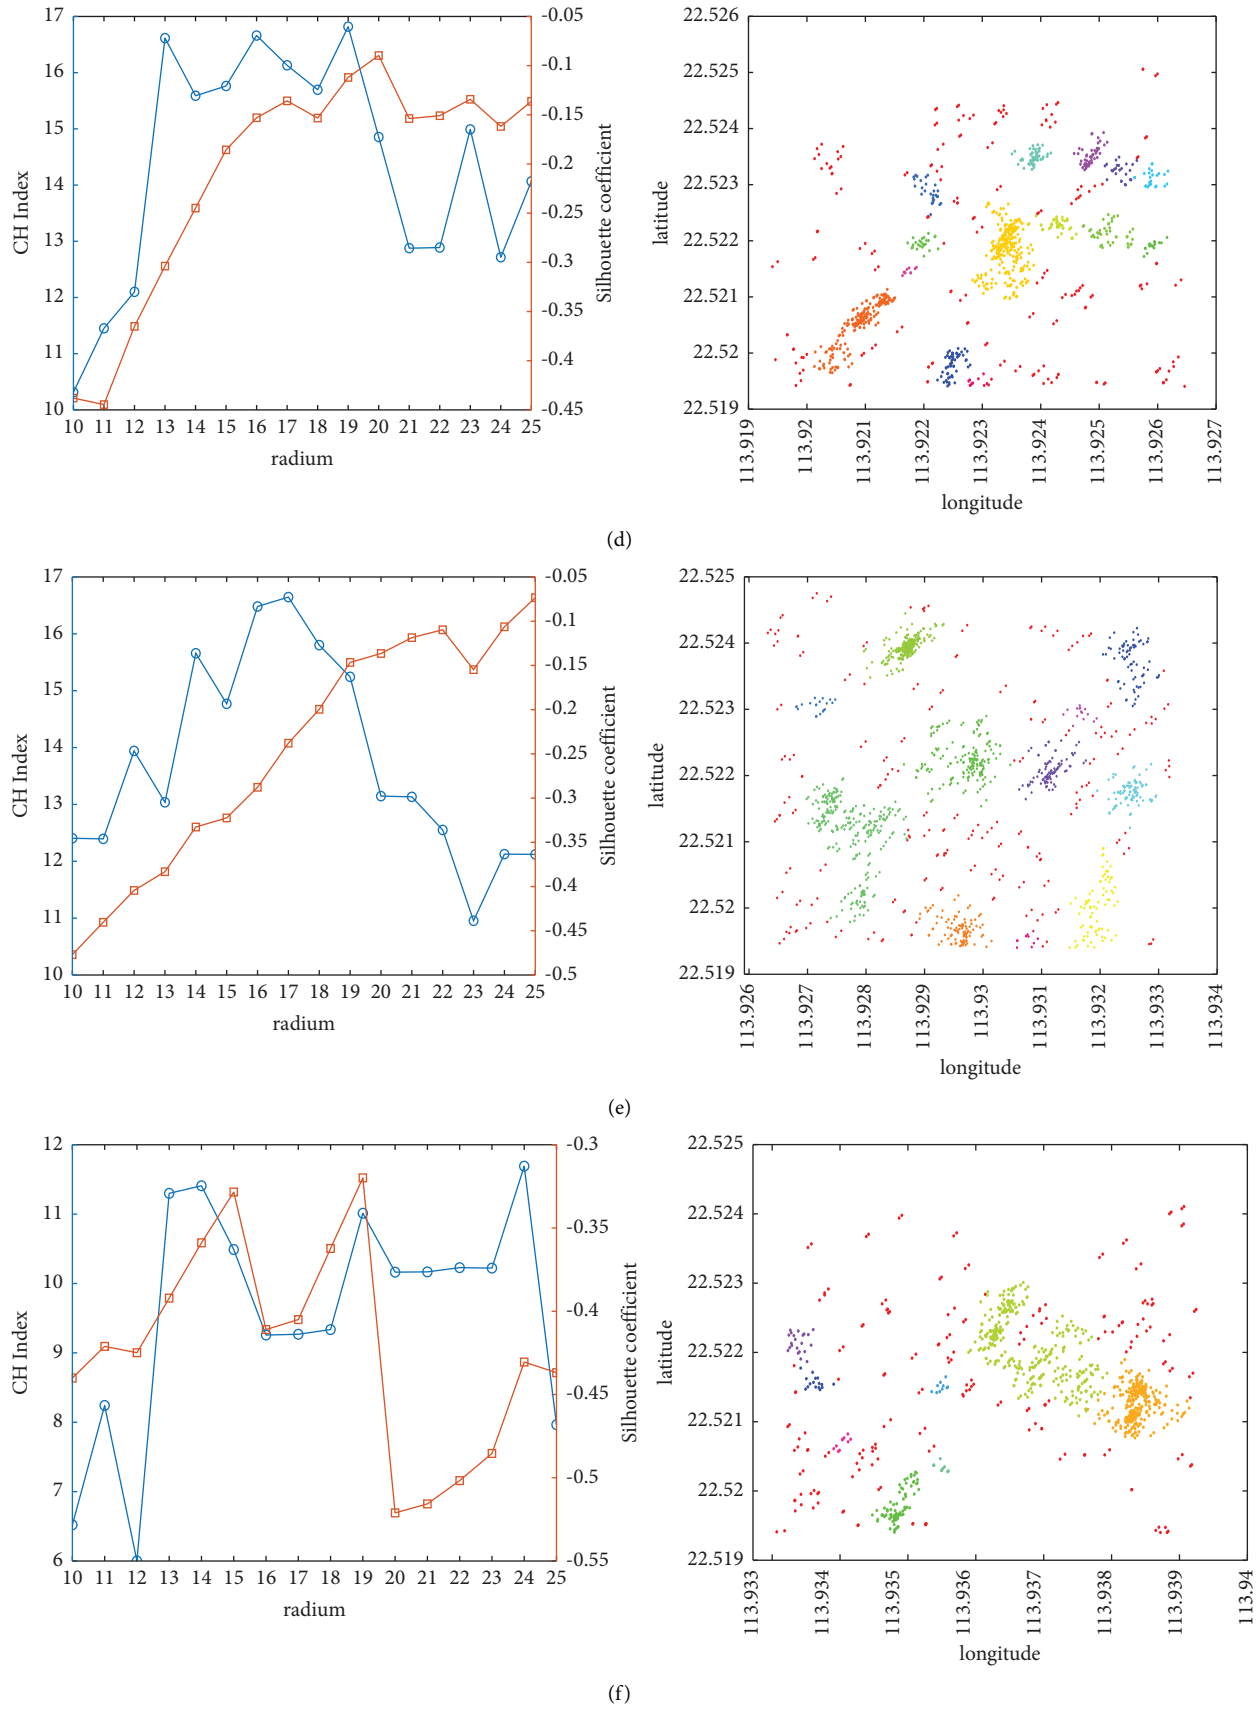 17
16
15
14
13
12
11
10
CH Index
10 11 12 13 14 15 16 17 18 19 20 21 22 23 24 25
radium
-0.05
-0.1
-0.15
-0.2
-0.25
-0.3
-0.35
-0.4
-0.45
Silhouette coefficient
22.526
22.525
22.524
22.523
22.522
22.521
22.52
22.519
latitude
113.919 113.92 113.921 113.922 113.923 113.924 113.925 113.926 113.927
longitude
(d)
17
16
15
14
13
12
11
10
CH Index
10 11 12 13 14 15 16 17 18 19 20 21 22 23 24 25
radium
-0.05
-0.1
-0.15
-0.2
-0.25
-0.3
-0.35
-0.4
-0.45
-0.5
Silhouette coefficient
22.525
22.524
22.523
22.522
22.521
22.52
22.519
latitude
113.926 113.927 113.928 113.929 113.93 113.931 113.932 113.933 113.934
longitude
(e)
12
11
10
9
8
7
6
CH Index
10 11 12 13 14 15 16 17 18 19 20 21 22 23 24 25
radium
-0.3
-0.35
-0.4
-0.45
-0.5
-0.55
Silhouette coefficient
22.525
22.524
22.523
22.522
22.521
22.52
22.519
latitude
113.933 113.934 113.935 113.936 113.937 113.938 113.939 113.94
longitude
(f)